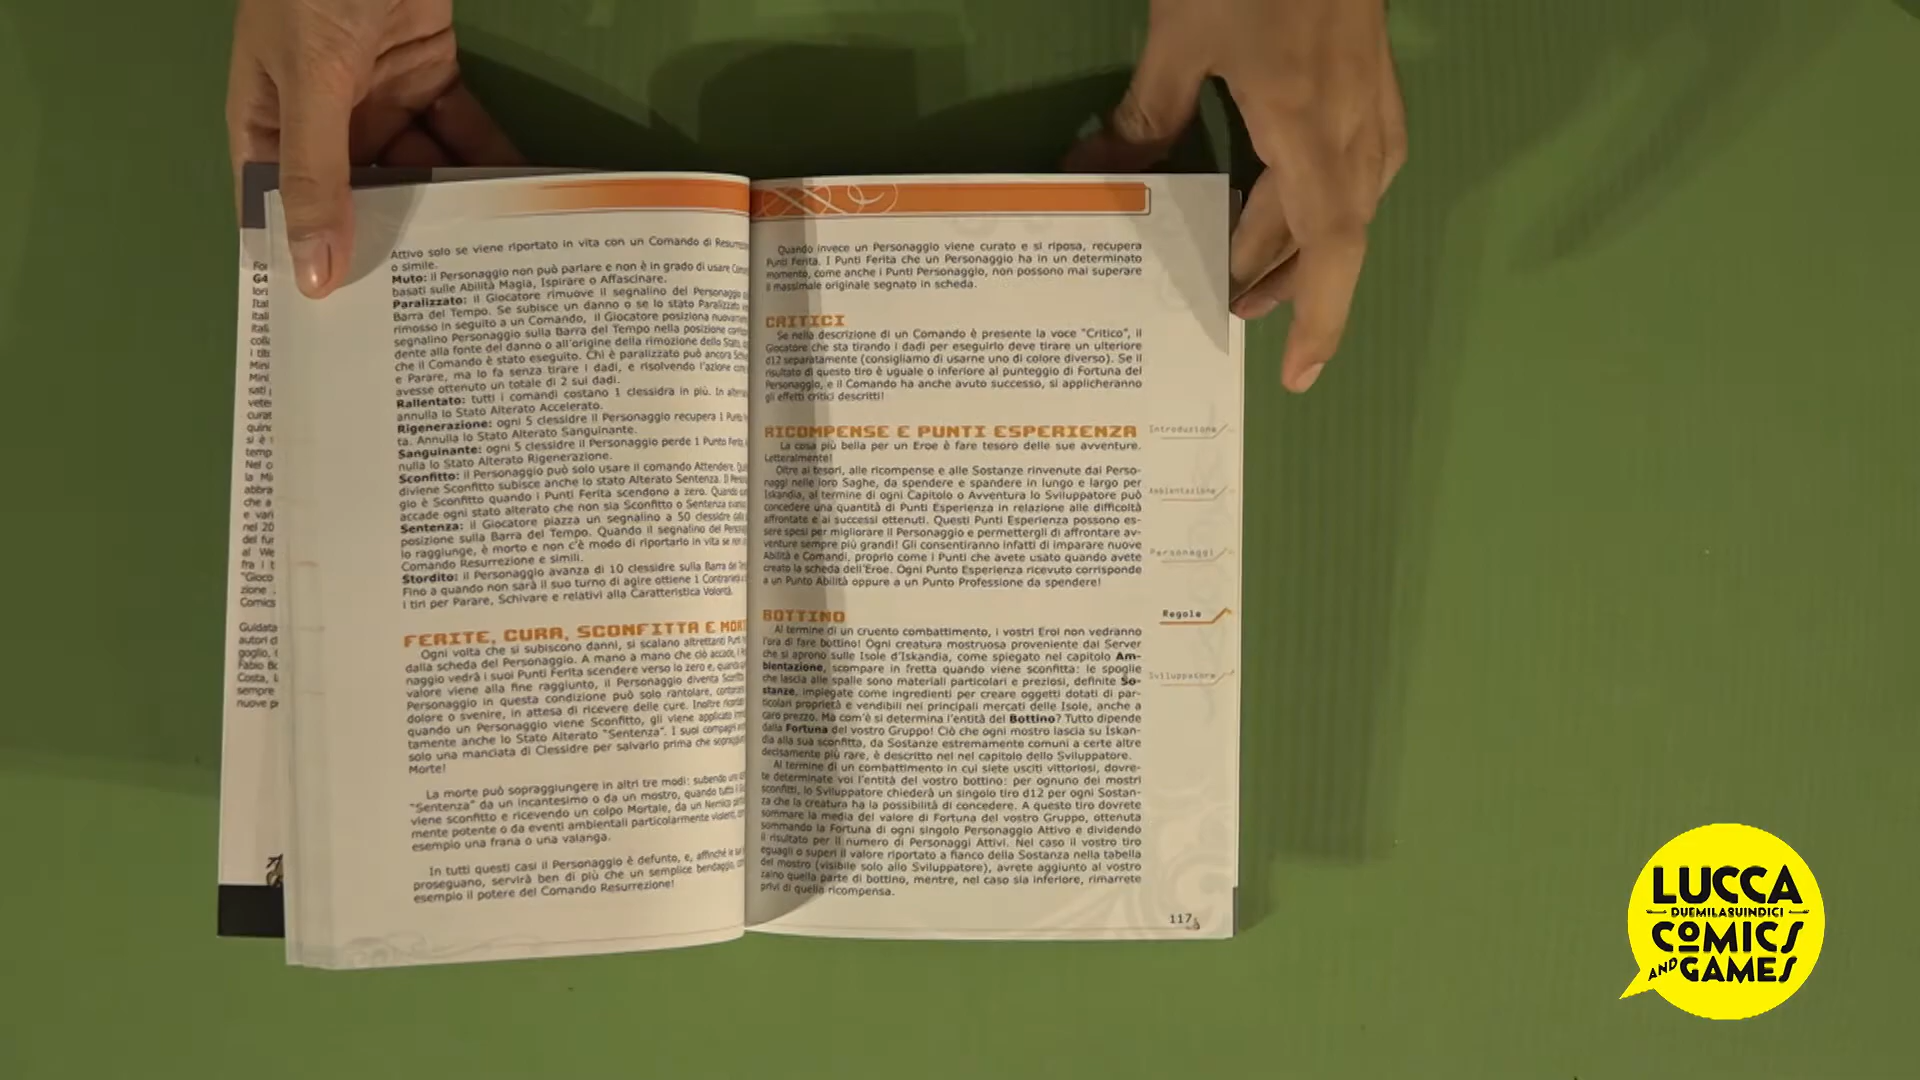 Attivo solo se viene riportato in vita con un Comando di
o simile.
Muto: il Personaggio non può parlare e non è in grado di usare
basati sulle Abilità Magia, Ispirare o Affascinare.
Paralizzato: il Giocatore rimuove il segnalino del Personaggio
Barra del Tempo. Se subisce un danno o se lo stato Paralizzato
rimosso in seguito a un Comando, il Giocatore posiziona
segnalino Personaggio sulla Barra del Tempo nella posizione
dente alla fonte del danno o all'origine della rimozione dello
che il Comando è stato eseguito. Chi è paralizzato può ancora
e Parare, ma lo fa senza tirare i dadi, e risolvendo l'azione
avesse ottenuto un totale di 2 sui dadi.
Rallentato: tutti i comandi costano 1 clessidra in più. In
annulla lo Stato Alterato Accelerato.
Rigenerazione: ogni 5 clessidre il Personaggio recupera 1
ta. Annulla lo Stato Alterato Sanguinante.
Sanguinante: ogni 5 clessidre il Personaggio perde 1 Punto
nulla lo Stato Alterato Rigenerazione.
Sconfitto: il Personaggio può solo usare il comando Attendere.
diviene Sconfitto subisce anche lo stato Alterato Sentenza. Il
gio è Sconfitto quando i Punti Ferita scendono a zero. Quando
accade ogni stato alterato che non sia Sconfitto o Sentenza
Sentenza: il Giocatore piazza un segnalino a 50 clessidre
posizione sulla Barra del Tempo. Quando il segnalino del
lo raggiunge, è morto e non c'è modo di riportarlo in vita se non
Comando Resurrezione e simili.
Stordito: il Personaggio avanza di 10 clessidre sulla Barra del
Fino a quando non sarà il suo turno di agire ottiene 1
i tiri per Parare, Schivare e relativi alla Caratteristica Volontà.
FERITE, CURA, SCONFITTA E
Ogni volta che si subiscono danni, si scalano altrettanti
dalla scheda del Personaggio. A mano a mano che ciò accade,
naggio vedrà i suoi Punti Ferita scendere verso lo zero e,
valore viene alla fine raggiunto, il Personaggio diventa
Personaggio in questa condizione può solo rantolare,
dolore o svenire, in attesa di ricevere delle cure. Inoltre
quando un Personaggio viene Sconfitto, gli viene applicato
tamente anche lo Stato Alterato "Sentenza". I suoi compagni
solo una manciata di Clessidre per salvarlo prima che
Morte!
La morte può sopraggiungere in altri tre modi: subendo
"Sentenza" da un incantesimo o da un mostro, quando
viene sconfitto e ricevendo un colpo Mortale, da un Nemico
mente potente o da eventi ambientali particolarmente
esempio una frana o una valanga.
In tutti questi casi il Personaggio è defunto, e, affinché
proseguano, servirà ben di più che un semplice bendaggio,
esempio il potere del Comando Resurrezione!
Quando invece un Personaggio viene curato e si riposa, recupera
Punti Ferita. I Punti Ferita che un Personaggio ha in un determinato
momento, come anche i Punti Personaggio, non possono mai superare
il massimale originale segnato in scheda.
CRITICI
Se nella descrizione di un Comando è presente la voce "Critico", il
Giocatore che sta tirando i dadi per eseguirlo deve tirare un ulteriore
d12 separatamente (consigliamo di usarne uno di colore diverso). Se il
risultato di questo tiro è uguale o inferiore al punteggio di Fortuna del
Personaggio, e il Comando ha anche avuto successo, si applicheranno
gli effetti critici descritti!
RICOMPENSE E PUNTI ESPERIENZA
La cosa più bella per un Eroe è fare tesoro delle sue avventure.
Letteralmente!
Oltre ai tesori, alle ricompense e alle Sostanze rinvenute dai Perso-
naggi nelle loro Saghe, da spendere e spandere in lungo e largo per
Iskandia, al termine di ogni Capitolo o Avventura lo Sviluppatore può
concedere una quantità di Punti Esperienza in relazione alle difficoltà
affrontate e ai successi ottenuti. Questi Punti Esperienza possono es-
sere spesi per migliorare il Personaggio e permettergli di affrontare av-
venture sempre più grandi! Gli consentiranno infatti di imparare nuove
Abilità e Comandi, proprio come i Punti che avete usato quando avete
creato la scheda dell'Eroe. Ogni Punto Esperienza ricevuto corrisponde
a un Punto Abilità oppure a un Punto Professione da spendere!
BOTTINO
Al termine di un cruento combattimento, i vostri Eroi non vedranno
l'ora di fare bottino! Ogni creatura mostruosa proveniente dai Server
che si aprono sulle Isole d'Iskandia, come spiegato nel capitolo Am-
bientazione, scompare in fretta quando viene sconfitta: le spoglie
che lascia alle spalle sono materiali particolari e preziosi, definite So-
stanze, impiegate come ingredienti per creare oggetti dotati di par-
ticolari proprietà e vendibili nei principali mercati delle Isole, anche a
caro prezzo. Ma com'è si determina l'entità del Bottino? Tutto dipende
dalla Fortuna del vostro Gruppo! Ciò che ogni mostro lascia su Iskan-
dia alla sua sconfitta, da Sostanze estremamente comuni a certe altre
decisamente più rare, è descritto nel nel capitolo dello Sviluppatore.
Al termine di un combattimento in cui siete usciti vittoriosi, dovre-
te determinate voi l'entità del vostro bottino: per ognuno dei mostri
sconfitti, lo Sviluppatore chiederà un singolo tiro d12 per ogni Sostan-
za che la creatura ha la possibilità di concedere. A questo tiro dovrete
sommare la media del valore di Fortuna del vostro Gruppo, ottenuta
sommando la Fortuna di ogni singolo Personaggio Attivo e dividendo
il risultato per il numero di Personaggi Attivi. Nel caso il vostro tiro
eguagli o superi il valore riportato a fianco della Sostanza nella tabella
del mostro (visibile solo allo Sviluppatore), avrete aggiunto al vostro
zaino quella parte di bottino, mentre, nel caso sia inferiore, rimarrete
privi di quella ricompensa.
Introduzione
Ambientazione
Personaggi
Regole
Sviluppatore
117
LUCCA
DUEMILAQUINDICI
COMICS
AND GAMES